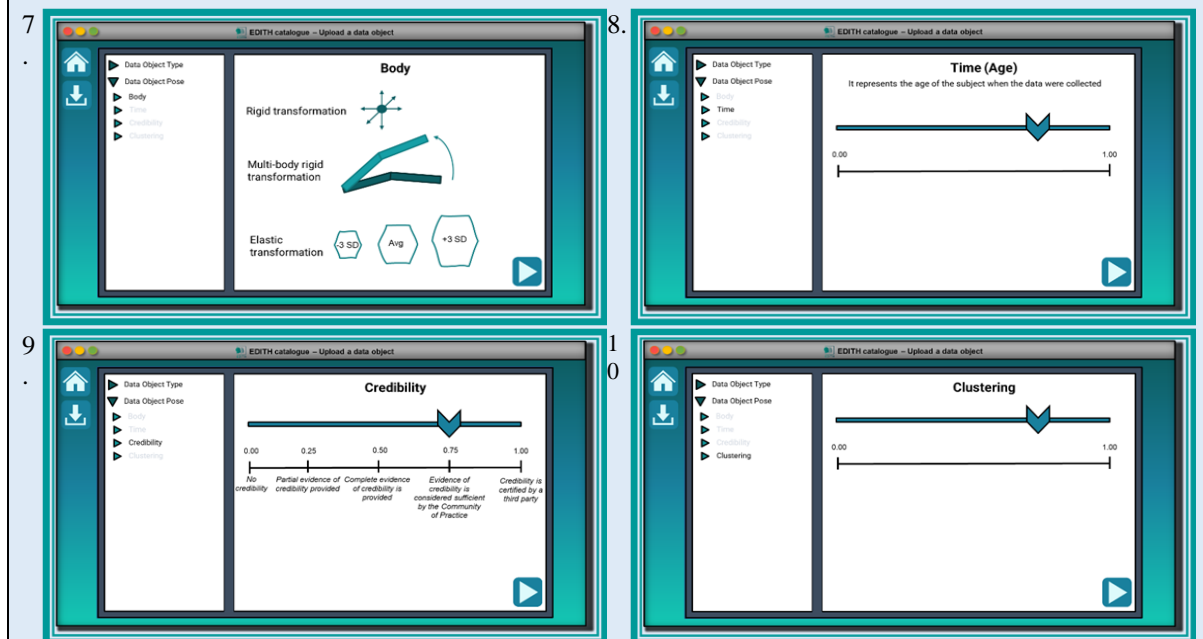 7
.
EDITH catalogue – Upload a data object
Data Object Type
Data Object Pose
Body
Time
Credibility
Clustering
Body
Rigid transformation
Multi-body rigid
transformation
Elastic
transformation
-3 SD
Avg
+3 SD
8.
EDITH catalogue – Upload a data object
Data Object Type
Data Object Pose
Body
Time
Credibility
Clustering
Time (Age)
It represents the age of the subject when the data were collected
0.00
1.00
9
.
EDITH catalogue – Upload a data object
Data Object Type
Data Object Pose
Body
Time
Credibility
Clustering
Credibility
0.00 0.25 0.50 0.75 1.00
No
credibility
Partial evidence of
credibility provided
Complete evidence
of credibility is
provided
Evidence of
credibility is
considered sufficient
by the Community
of Practice
Credibility is
certified by a
third party
1
0
EDITH catalogue – Upload a data object
Data Object Type
Data Object Pose
Body
Time
Credibility
Clustering
Clustering
0.00
1.00